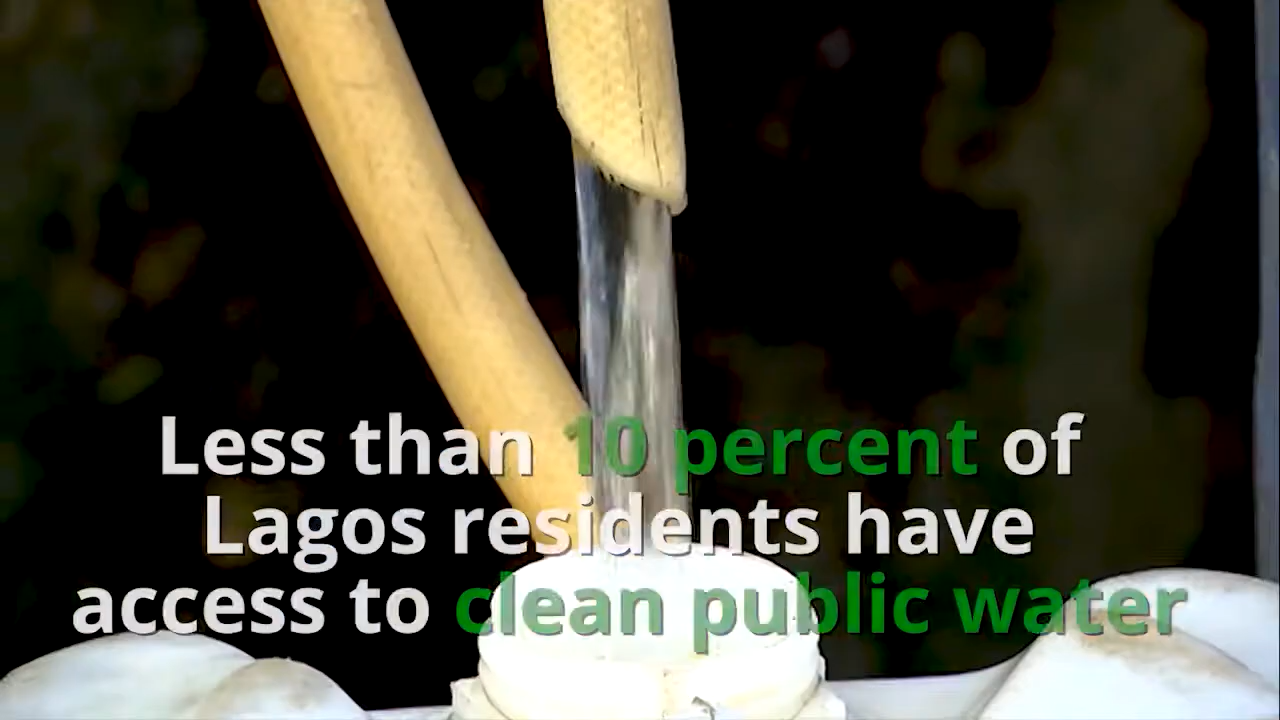 Less than 10 percent of
Lagos residents have
access to clean public water